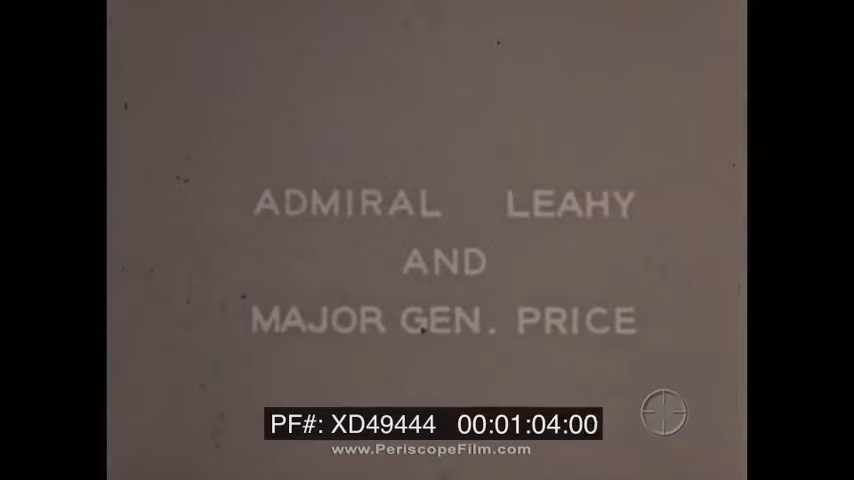 ADMIRAL LEAHY
AND
MAJOR GEN. PRICE
PF#: XD49444 00:01:04:00
www.PeriscopeFilm.com